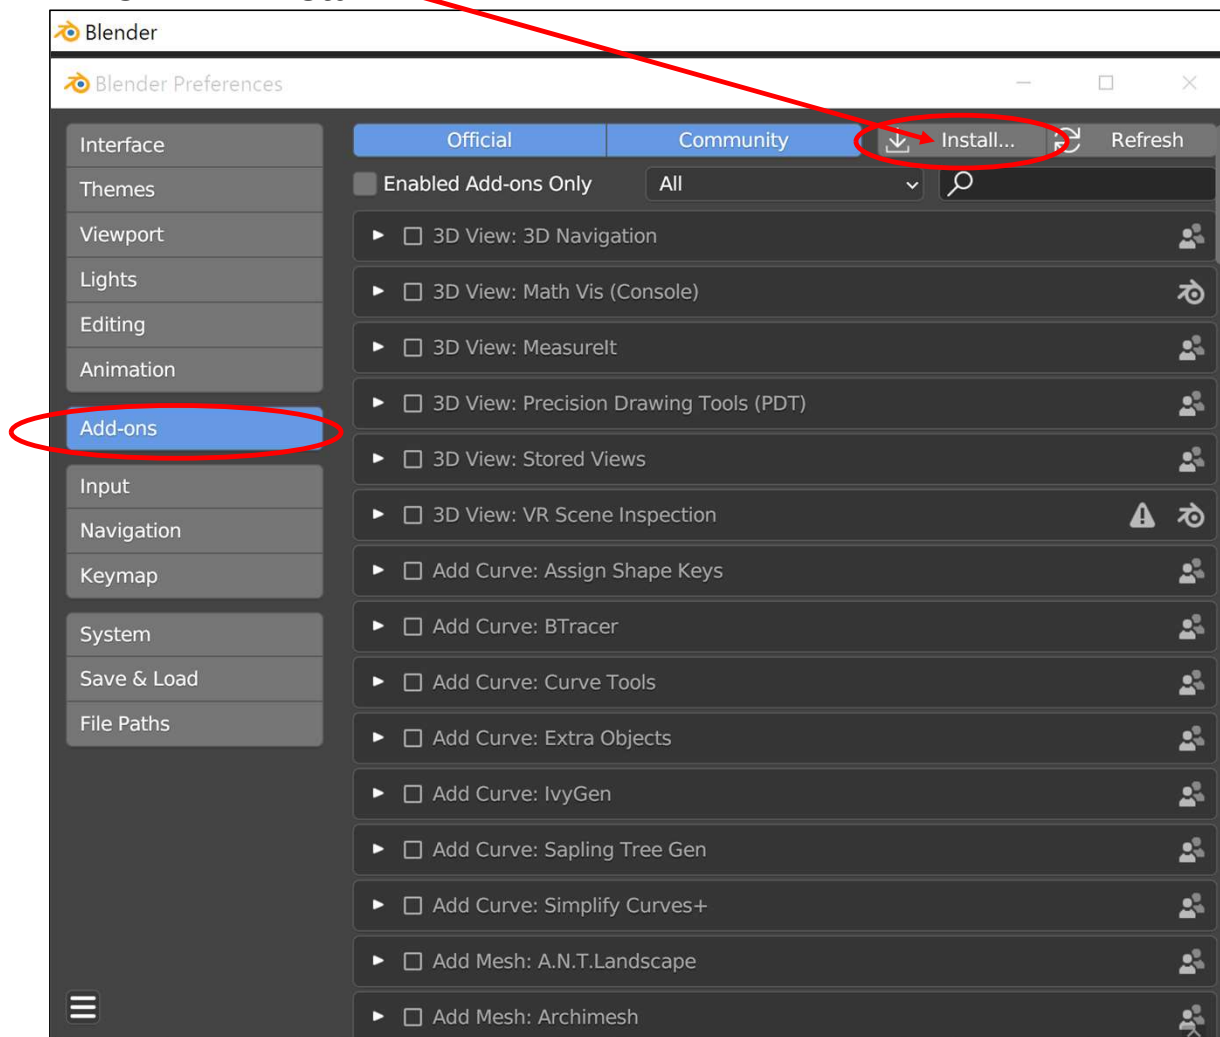 Blender
Blender Preferences
Interface
Themes
Viewport
Lights
Editing
Animation
Add-ons
Input
Navigation
Keymap
System
Save & Load
File Paths
Official Community Install... Refresh
Enabled Add-ons Only All
3D View: 3D Navigation
3D View: Math Vis (Console)
3D View: MeasureIt
3D View: Precision Drawing Tools (PDT)
3D View: Stored Views
3D View: VR Scene Inspection
Add Curve: Assign Shape Keys
Add Curve: BTracer
Add Curve: Curve Tools
Add Curve: Extra Objects
Add Curve: IvyGen
Add Curve: Sapling Tree Gen
Add Curve: Simplify Curves+
Add Mesh: A.N.T.Landscape
Add Mesh: Archimesh